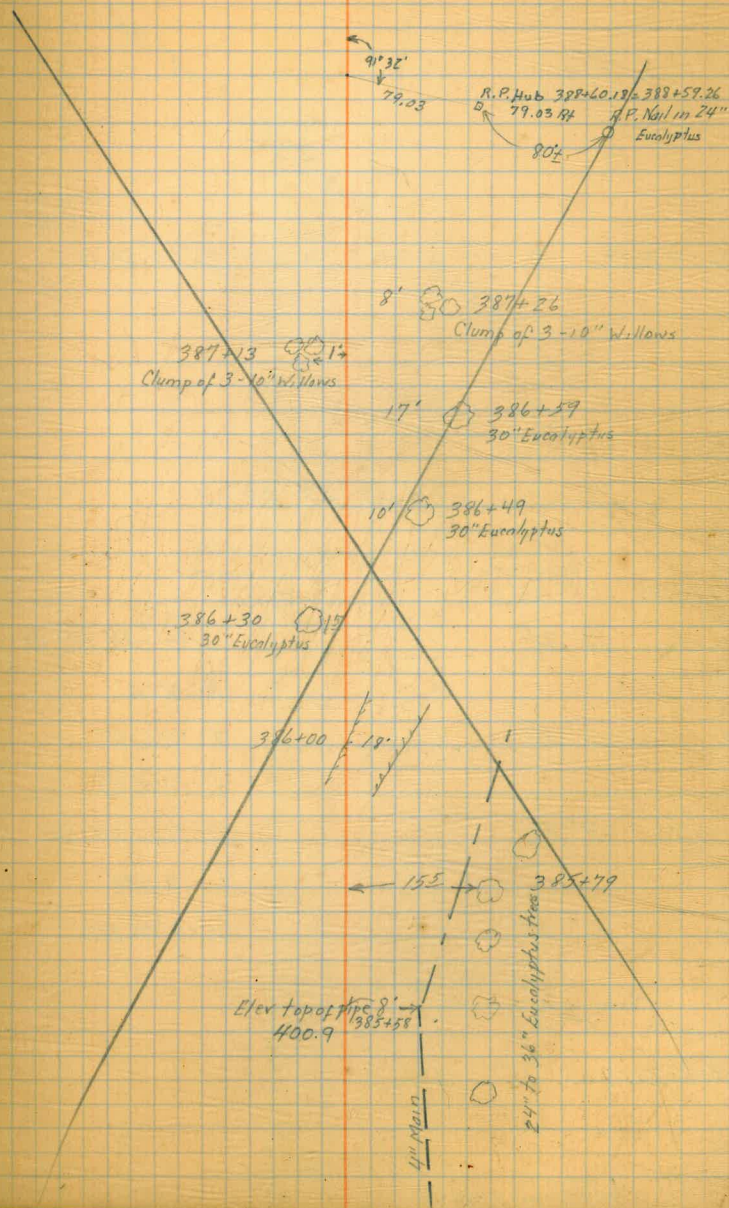 91° 32'
79.03
R.P. Hub 388+60.18 = 388+59.26
79.03 Rt R.P. Nail in 24"
Eucalyptus
80'±
8' 387+26
Clump of 3-10" Willows
387+13 1'±
Clump of 3-10" Willows
17' 386+59
30" Eucalyptus
10' 386+49
30" Eucalyptus
386+30 15'
30" Eucalyptus
386+00 18'
155 385+79
24" to 36" Eucalyptus trees
Elev top of pipe 8'
400.9 385+58
4" Main